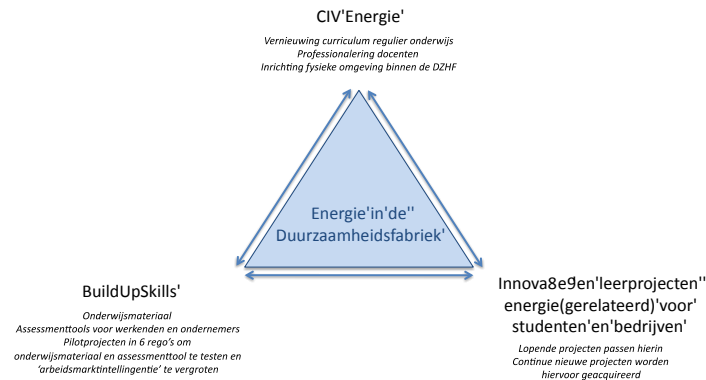 CIV'Energie'
Vernieuwing curriculum regulier onderwijs
Professionalering docenten
Inrichting fysieke omgeving binnen de DZHF
Energie'in'de''
Duurzaamheidsfabriek'
BuildUpSkills'
Onderwijsmateriaal
Assessmenttools voor werkenden en ondernemers
Pilotprojecten in 6 rego's om
onderwijsmateriaal en assessmenttool te testen en
'arbeidsmarktintellingentie' te vergroten
Innova8e9en'leerprojecten''
energie(gerelateerd)'voor'
studenten'en'bedrijven'
Lopende projecten passen hierin
Continue nieuwe projecten worden
hiervoor geacquireerd